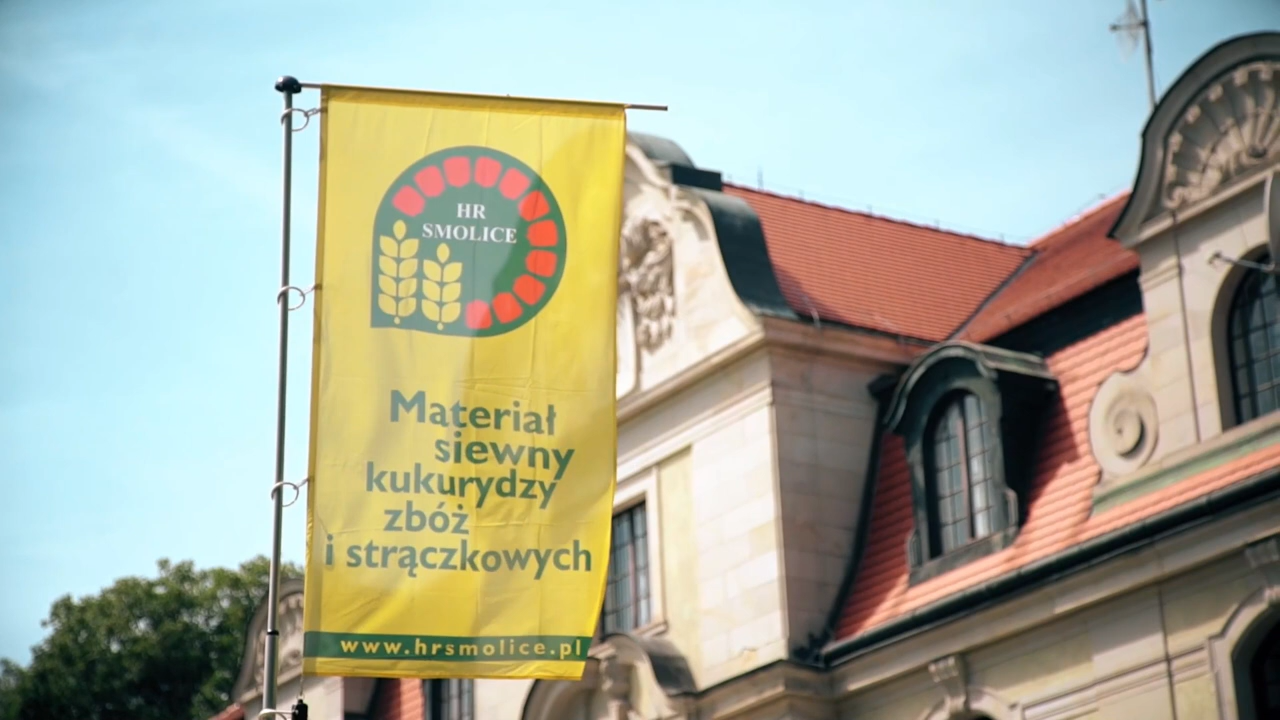 HR
SMOLICE
Materiał
siewny
kukurydzy
zbóż
i strączkowych
www.hrsmolice.pl